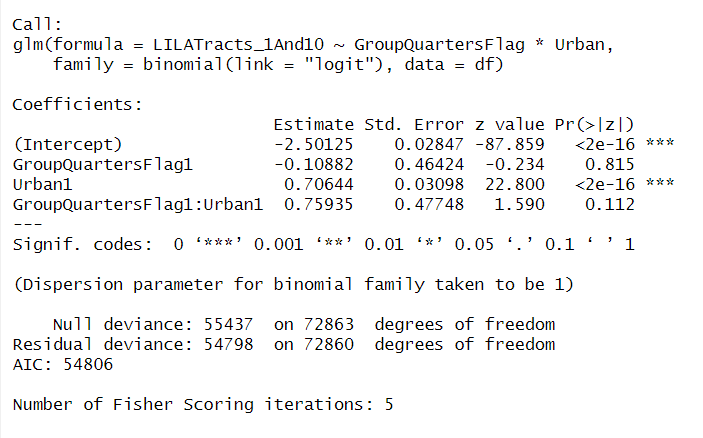 Call:
glm(formula = LILATracts_1And10 ~ GroupQuartersFlag * Urban,
    family = binomial(link = "logit"), data = df)

Coefficients:
                         Estimate Std. Error z value Pr(>|z|)
(Intercept)              -2.50125    0.02847 -87.859   <2e-16 ***
GroupQuartersFlag1       -0.10882    0.46424  -0.234    0.815
Urban1                    0.70644    0.03098  22.800   <2e-16 ***
GroupQuartersFlag1:Urban1  0.75935    0.47748   1.590    0.112
---
Signif. codes:  0 ‘***’ 0.001 ‘**’ 0.01 ‘*’ 0.05 ‘.’ 0.1 ‘ ’ 1

(Dispersion parameter for binomial family taken to be 1)

    Null deviance: 55437  on 72863  degrees of freedom
Residual deviance: 54798  on 72860  degrees of freedom
AIC: 54806

Number of Fisher Scoring iterations: 5